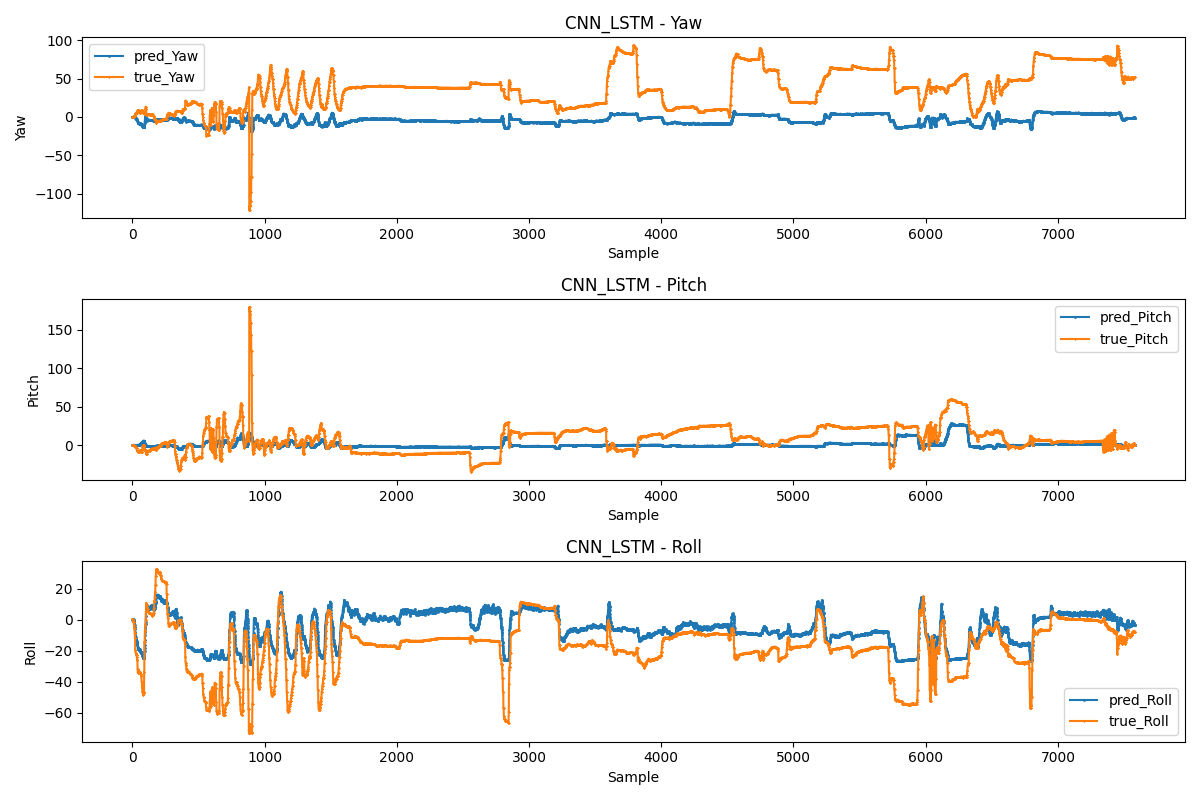 CNN_LSTM - Yaw
100
50
0
−50
−100
Yaw
pred_Yaw
true_Yaw
0 1000 2000 3000 4000 5000 6000 7000
Sample
CNN_LSTM - Pitch
150
100
50
0
Pitch
pred_Pitch
true_Pitch
0 1000 2000 3000 4000 5000 6000 7000
Sample
CNN_LSTM - Roll
20
0
−20
−40
−60
Roll
pred_Roll
true_Roll
0 1000 2000 3000 4000 5000 6000 7000
Sample